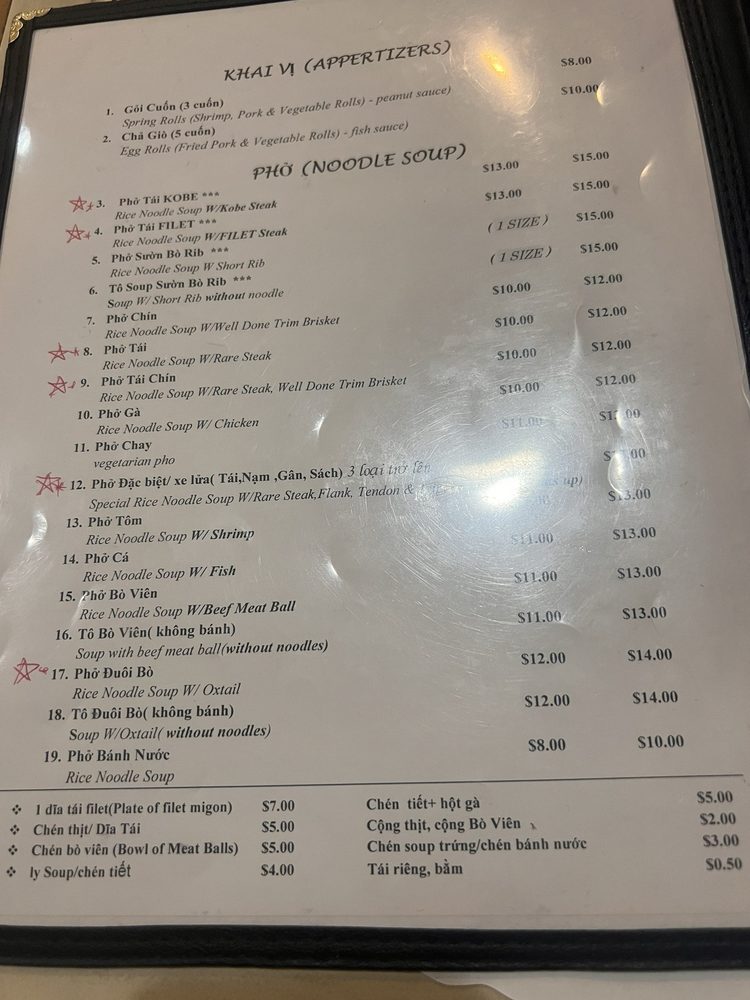 KHAI VỊ (APPERTIZERS)
1. Gỏi Cuốn (3 cuốn) $8.00
Spring Rolls (Shrimp, Pork & Vegetable Rolls) - peanut sauce)
2. Chả Giò (5 cuốn) $10.00
Egg Rolls (Fried Pork & Vegetable Rolls) - fish sauce)
PHỞ (NOODLE SOUP)
3. Phở Tái KOBE *** $13.00 $15.00
Rice Noodle Soup W/Kobe Steak
4. Phở Tái FILET *** $13.00 $15.00
Rice Noodle Soup W/FILET Steak
5. Phở Sườn Bò Rib *** ( 1 SIZE ) $15.00
Rice Noodle Soup W Short Rib
6. Tô Soup Sườn Bò Rib *** ( 1 SIZE ) $15.00
Soup W/ Short Rib without noodle
7. Phở Chín $10.00 $12.00
Rice Noodle Soup W/Well Done Trim Brisket
8. Phở Tái $10.00 $12.00
Rice Noodle Soup W/Rare Steak
9. Phở Tái Chín $10.00 $12.00
Rice Noodle Soup W/Rare Steak, Well Done Trim Brisket
10. Phở Gà $10.00 $12.00
Rice Noodle Soup W/ Chicken
11. Phở Chay $11.00
vegetarian pho
12. Phở Đặc biệt/ xe lửa( Tái,Nạm ,Gân, Sách) 3 loại trở lên
Special Rice Noodle Soup W/Rare Steak,Flank, Tendon & up)
13. Phở Tôm $13.00
Rice Noodle Soup W/ Shrimp
14. Phở Cá $11.00 $13.00
Rice Noodle Soup W/ Fish
15. Phở Bò Viên $11.00 $13.00
Rice Noodle Soup W/Beef Meat Ball
16. Tô Bò Viên( không bánh) $11.00 $13.00
Soup with beef meat ball(without noodles)
17. Phở Đuôi Bò $12.00 $14.00
Rice Noodle Soup W/ Oxtail
18. Tô Đuôi Bò( không bánh) $12.00 $14.00
Soup W/Oxtail( without noodles)
19. Phở Bánh Nước $8.00 $10.00
Rice Noodle Soup
❖ 1 dĩa tái filet(Plate of filet migon) $7.00 Chén tiết+ hột gà $5.00
❖ Chén thịt/ Dĩa Tái $5.00 Cộng thịt, cộng Bò Viên $2.00
❖ Chén bò viên (Bowl of Meat Balls) $5.00 Chén soup trứng/chén bánh nước $3.00
❖ ly Soup/chén tiết $4.00 Tái riêng, bằm $0.50